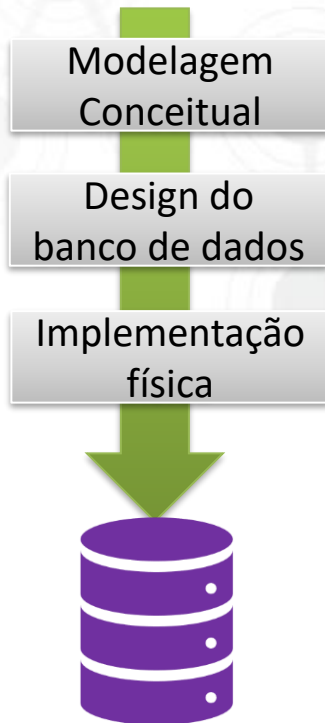 Modelagem
Conceitual
Design do
banco de dados
Implementação
física